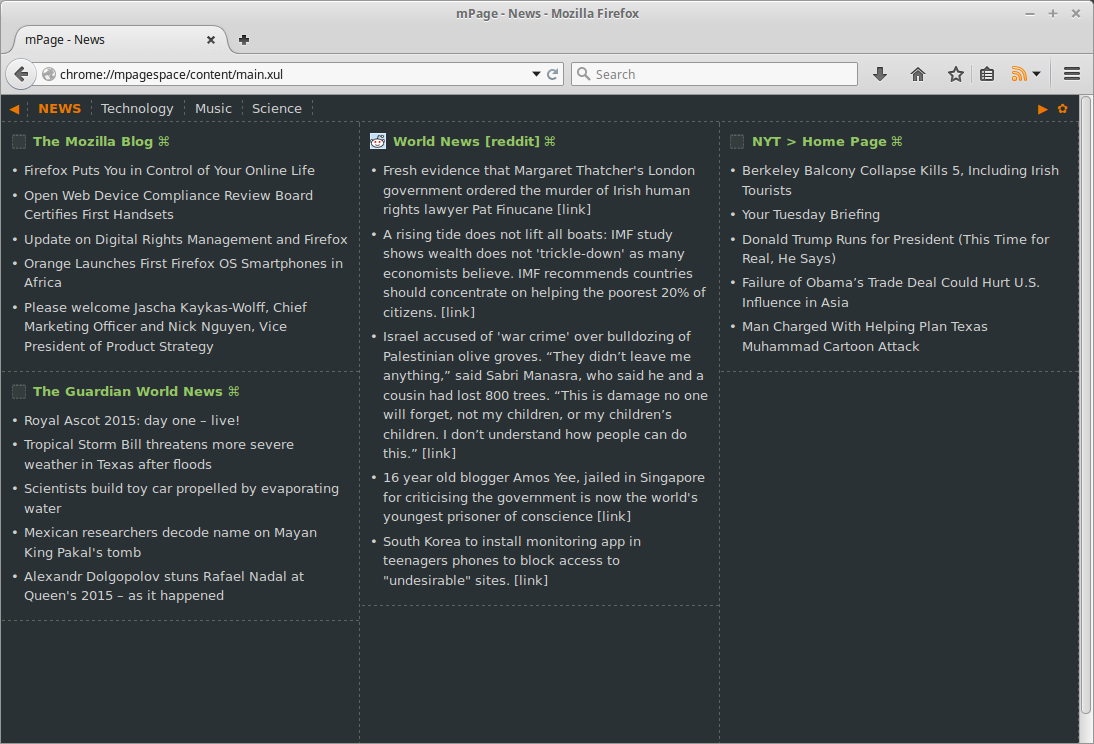 mPage - News - Mozilla Firefox
mPage - News
chrome://mpagespace/content/main.xul
Search
NEWS Technology Music Science
The Mozilla Blog ⌘
• Firefox Puts You in Control of Your Online Life
• Open Web Device Compliance Review Board
Certifies First Handsets
• Update on Digital Rights Management and Firefox
• Orange Launches First Firefox OS Smartphones in
Africa
• Please welcome Jascha Kaykas-Wolff, Chief
Marketing Officer and Nick Nguyen, Vice
President of Product Strategy
The Guardian World News ⌘
• Royal Ascot 2015: day one – live!
• Tropical Storm Bill threatens more severe
weather in Texas after floods
• Scientists build toy car propelled by evaporating
water
• Mexican researchers decode name on Mayan
King Pakal's tomb
• Alexandr Dolgopolov stuns Rafael Nadal at
Queen's 2015 – as it happened
World News [reddit] ⌘
• Fresh evidence that Margaret Thatcher's London
government ordered the murder of Irish human
rights lawyer Pat Finucane [link]
• A rising tide does not lift all boats: IMF study
shows wealth does not 'trickle-down' as many
economists believe. IMF recommends countries
should concentrate on helping the poorest 20% of
citizens. [link]
• Israel accused of 'war crime' over bulldozing of
Palestinian olive groves. “They didn’t leave me
anything,” said Sabri Manasra, who said he and a
cousin had lost 800 trees. “This is damage no one
will forget, not my children, or my children’s
children. I don’t understand how people can do
this.” [link]
• 16 year old blogger Amos Yee, jailed in Singapore
for criticising the government is now the world's
youngest prisoner of conscience [link]
• South Korea to install monitoring app in
teenagers phones to block access to
"undesirable" sites. [link]
NYT > Home Page ⌘
• Berkeley Balcony Collapse Kills 5, Including Irish
Tourists
• Your Tuesday Briefing
• Donald Trump Runs for President (This Time for
Real, He Says)
• Failure of Obama’s Trade Deal Could Hurt U.S.
Influence in Asia
• Man Charged With Helping Plan Texas
Muhammad Cartoon Attack